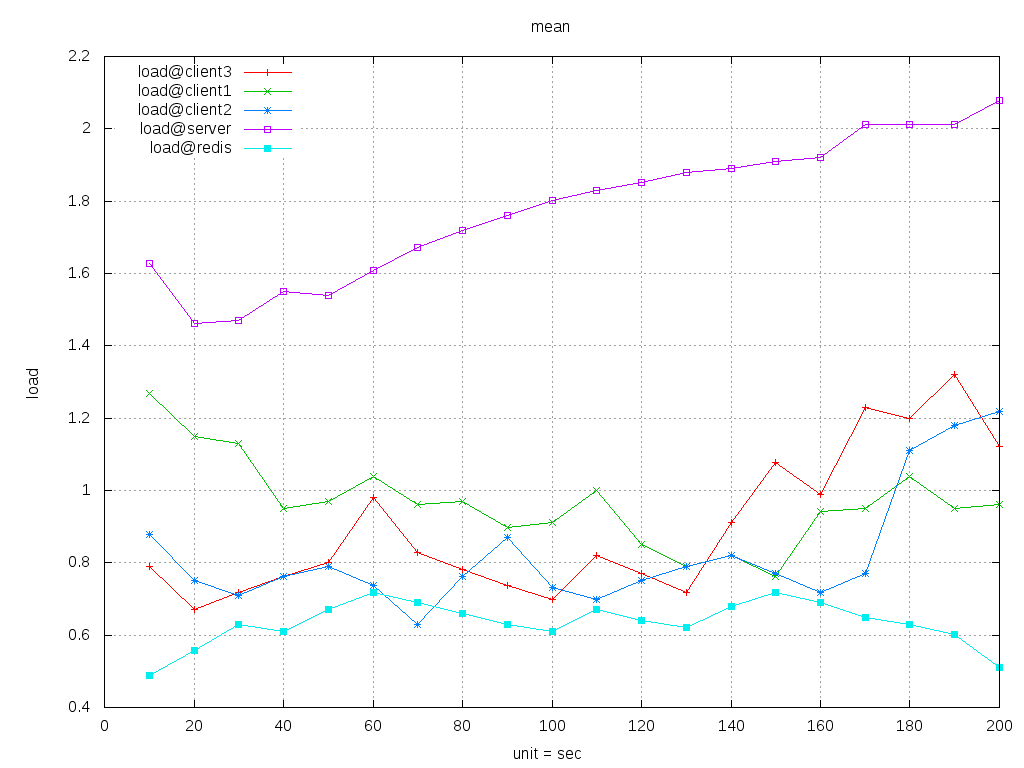 mean
2.2
2
1.8
1.6
1.4
1.2
1
0.8
0.6
0.4
load
load@client3
load@client1
load@client2
load@server
load@redis
0 20 40 60 80 100 120 140 160 180 200
unit = sec